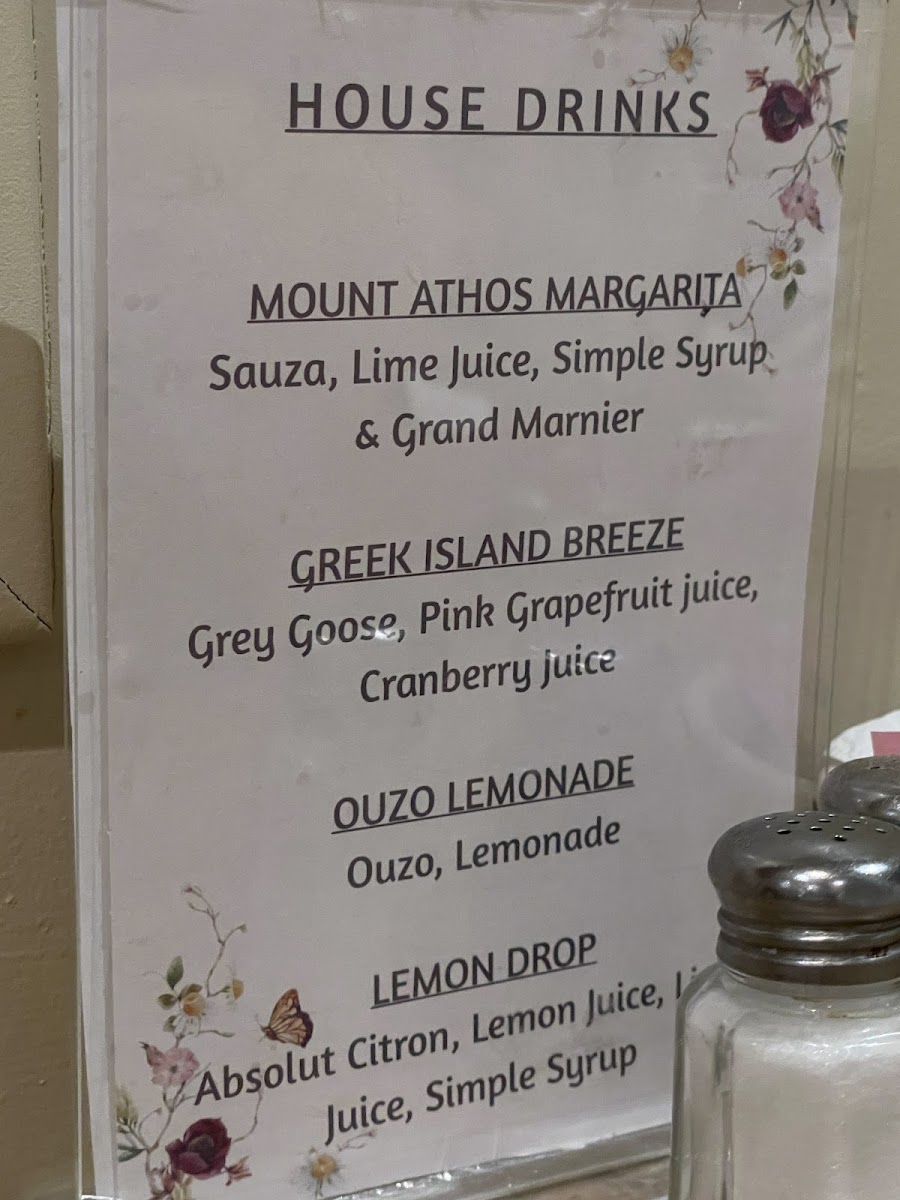 HOUSE DRINKS
MOUNT ATHOS MARGARITA
Sauza, Lime Juice, Simple Syrup
& Grand Marnier
GREEK ISLAND BREEZE
Grey Goose, Pink Grapefruit juice,
Cranberry juice
OUZO LEMONADE
Ouzo, Lemonade
LEMON DROP
Absolut Citron, Lemon Juice,
Juice, Simple Syrup